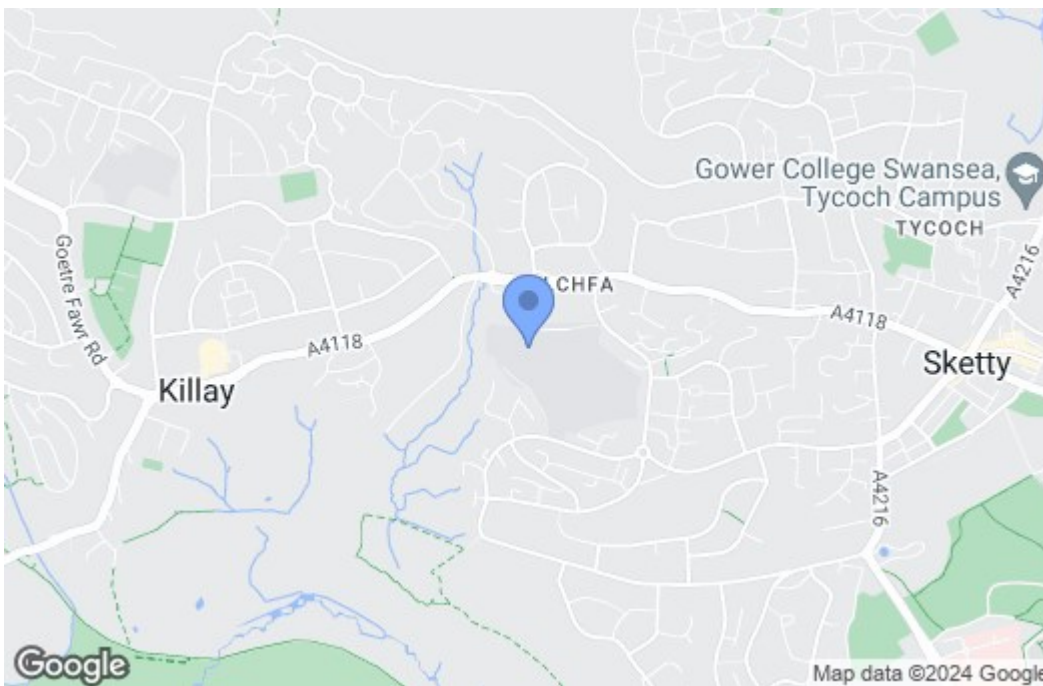 Gower College Swansea,
Tycoch Campus
TYCOCH
A4216
Goetre Fawr Rd
LCHFA
A4118
A4118
Sketty
Killay
A4216
Google
Map data ©2024 Google